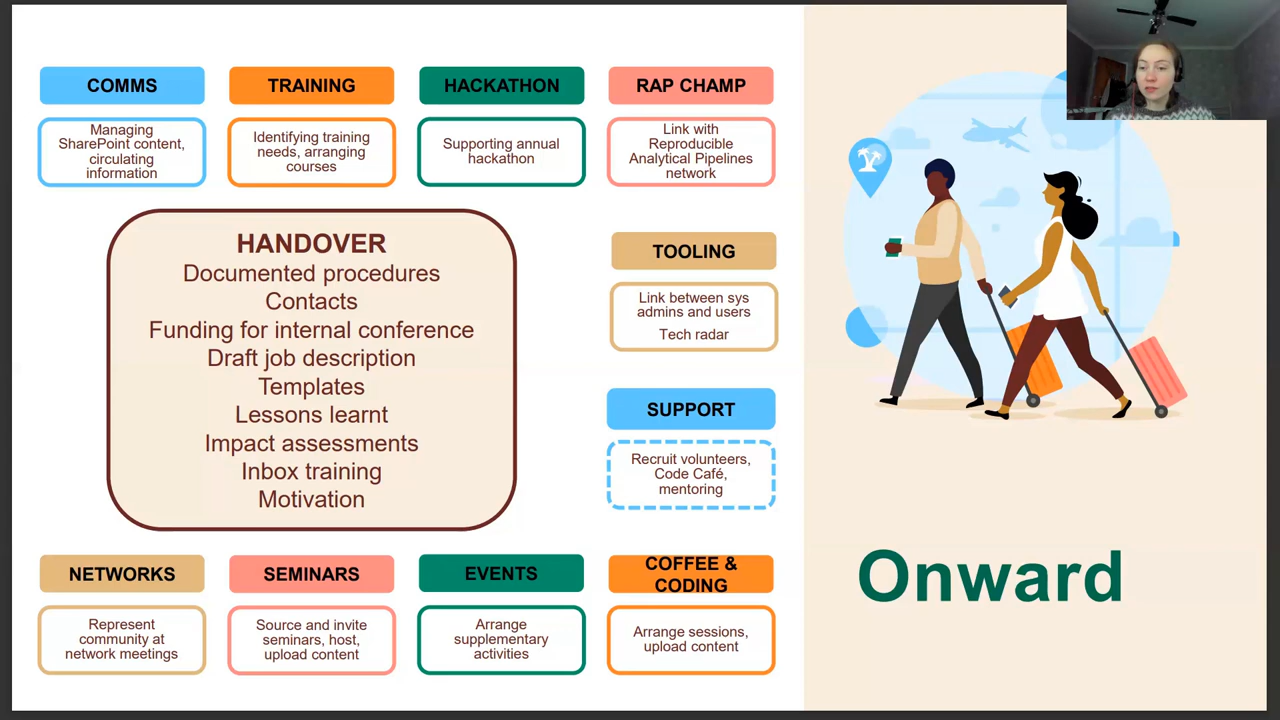 COMMS
Managing
SharePoint content,
circulating
information
TRAINING
Identifying training
needs, arranging
courses
HACKATHON
Supporting annual
hackathon
RAP CHAMP
Link with
Reproducible
Analytical Pipelines
network
HANDOVER
Documented procedures
Contacts
Funding for internal conference
Draft job description
Templates
Lessons learnt
Impact assessments
Inbox training
Motivation
TOOLING
Link between sys
admins and users
Tech radar
SUPPORT
Recruit volunteers,
Code Café,
mentoring
NETWORKS
Represent
community at
network meetings
SEMINARS
Source and invite
seminars, host,
upload content
EVENTS
Arrange
supplementary
activities
COFFEE &
CODING
Arrange sessions,
upload content
Onward